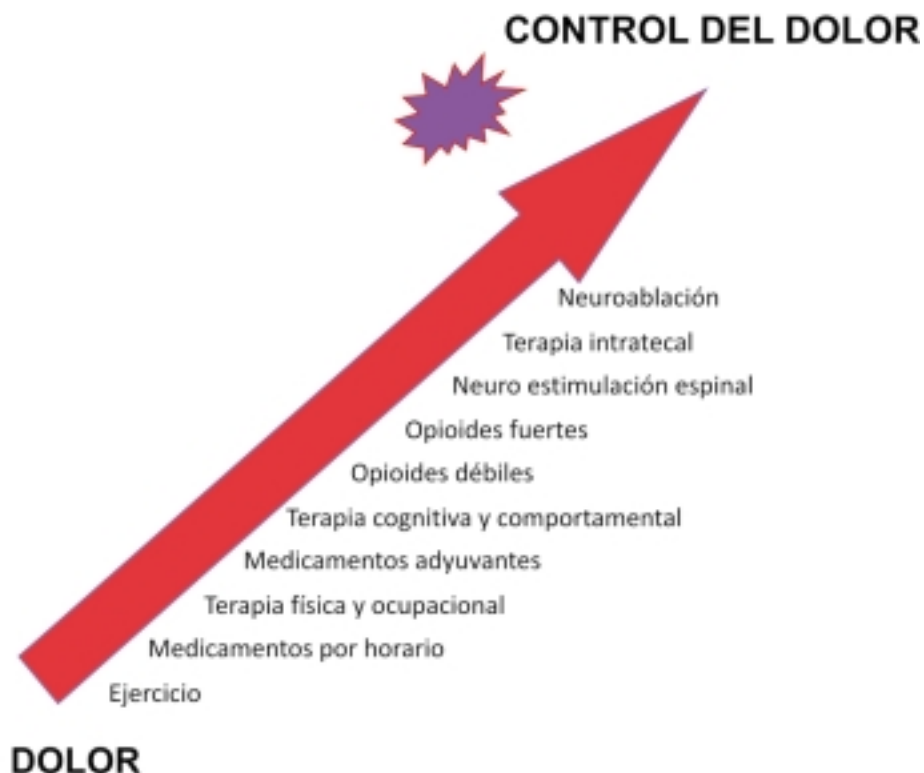 CONTROL DEL DOLOR
Neuroablación
Terapia intratecal
Neuro estimulación espinal
Opioides fuertes
Opioides débiles
Terapia cognitiva y comportamental
Medicamentos adyuvantes
Terapia física y ocupacional
Medicamentos por horario
Ejercicio
DOLOR